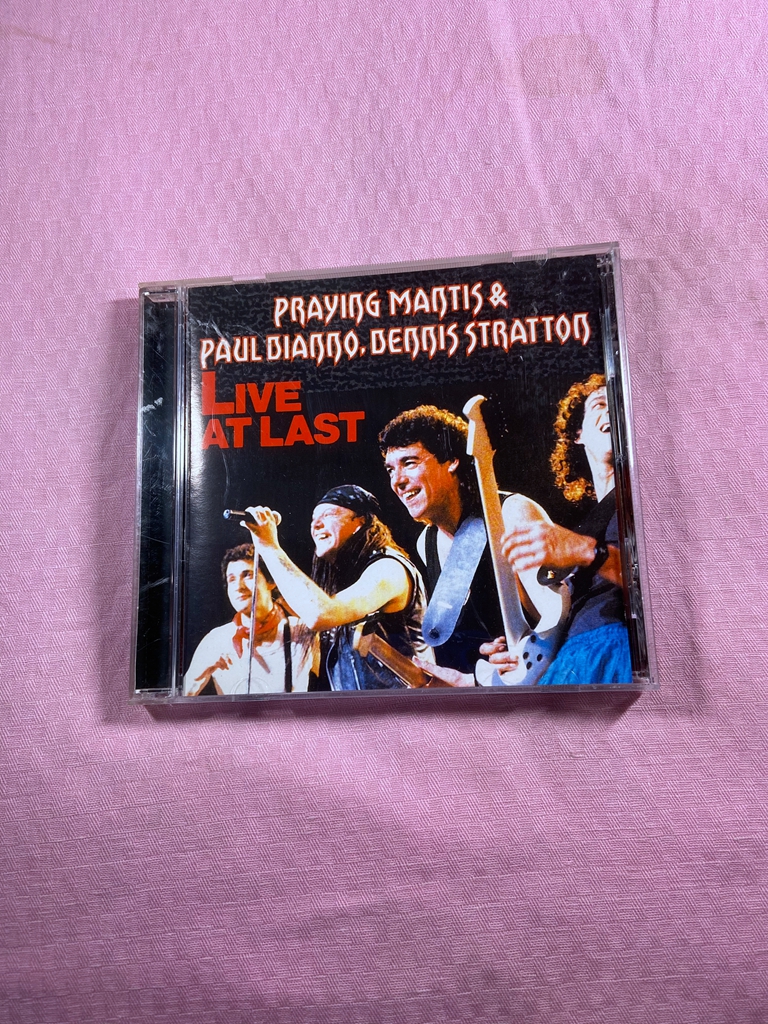 PRAYING MANTIS &
PAUL DIANNO, DENNIS STRATTON
LIVE
AT LAST